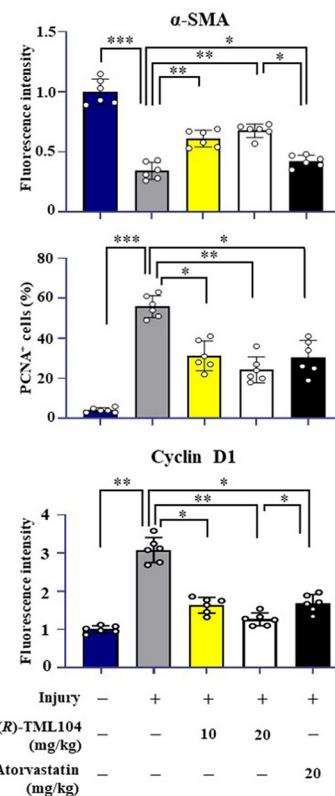 α-SMA
Fluorescence intensity
1.5
1.0
0.5
0
***
*
**
*
**
PCNA+ cells (%)
80
60
40
20
0
***
*
**
*
Cyclin D1
Fluorescence intensity
4
3
2
1
0
**
*
**
*
*
Injury – + + + +
(R)-TML104 – – 10 20 –
(mg/kg)
Atorvastatin – – – – 20
(mg/kg)